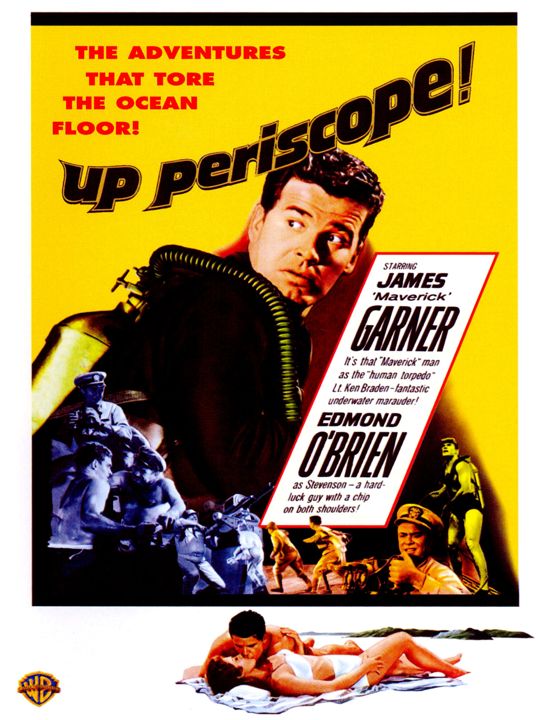 THE ADVENTURES
THAT TORE
THE OCEAN
FLOOR!
up periscope!
STARRING
JAMES
'Maverick'
GARNER
It's that "Maverick" man
as the "human torpedo"
Lt. Ken Braden-fantastic
underwater marauder!
EDMOND
O'BRIEN
as Stevenson - a hard-
luck guy with a chip
on both shoulders!
WB